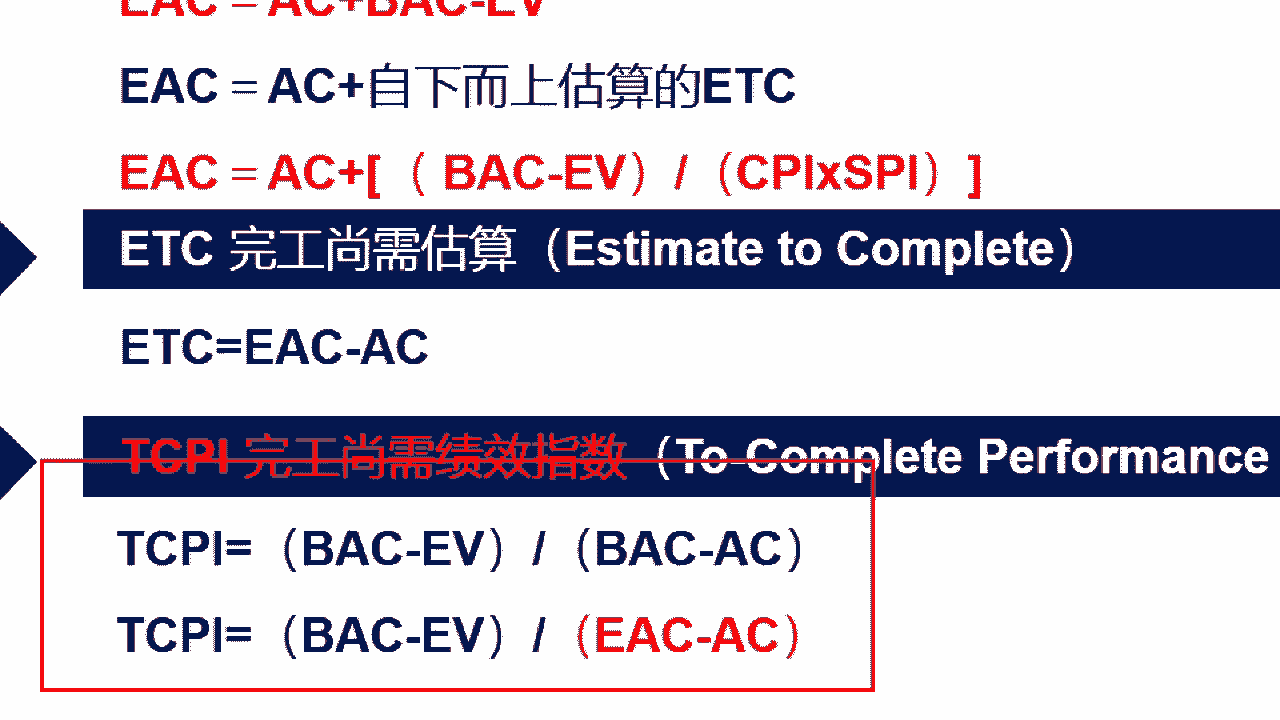 EAC = AC+BAC-EV
EAC = AC+自下而上估算的ETC
EAC = AC+[（ BAC-EV）/（CPIxSPI）]
ETC 完工尚需估算（Estimate to Complete）
ETC=EAC-AC
TCPI 完工尚需绩效指数（To-Complete Performance
TCPI=（BAC-EV）/（BAC-AC）
TCPI=（BAC-EV）/（EAC-AC）